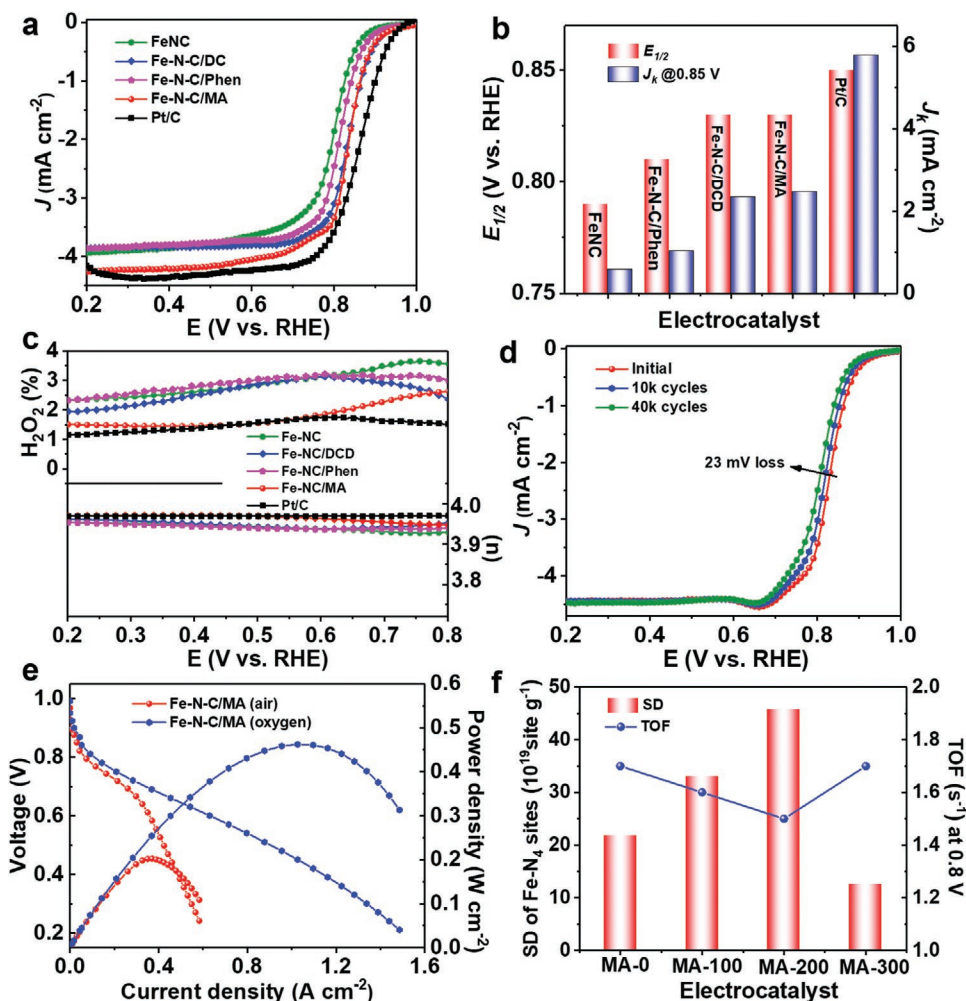 a
0
-1
-2
-3
-4
J (mA cm⁻²)
FeNC
Fe-N-C/DC
Fe-N-C/Phen
Fe-N-C/MA
Pt/C
0.2 0.4 0.6 0.8 1.0
E (V vs. RHE)
b
0.85
0.80
0.75
E1/2 (V vs. RHE)
E1/2
Jk @0.85 V
FeNC
Fe-N-C/Phen
Fe-N-C/DCD
Fe-N-C/MA
Pt/C
6
4
2
0
Jk (mA cm⁻²)
Electrocatalyst
c
4
3
2
1
0
H2O2 (%)
Fe-NC
Fe-NC/DCD
Fe-NC/Phen
Fe-NC/MA
Pt/C
4.0
3.9
3.8
(n)
0.2 0.3 0.4 0.5 0.6 0.7 0.8
E (V vs. RHE)
d
0
-1
-2
-3
-4
J (mA cm⁻²)
Initial
10k cycles
40k cycles
23 mV loss
0.2 0.4 0.6 0.8 1.0
E (V vs. RHE)
e
1.0
0.8
0.6
0.4
0.2
Voltage (V)
Fe-N-C/MA (air)
Fe-N-C/MA (oxygen)
0.6
0.5
0.4
0.3
0.2
0.1
0.0
Power density (W cm⁻²)
0.0 0.4 0.8 1.2 1.6
Current density (A cm⁻²)
f
50
45
40
35
30
25
20
15
10
5
0
SD of Fe-N4 sites (10¹⁹site g⁻¹)
SD
TOF
2.0
1.8
1.6
1.4
1.2
1.0
TOF (s⁻¹) at 0.8 V
MA-0 MA-100 MA-200 MA-300
Electrocatalyst